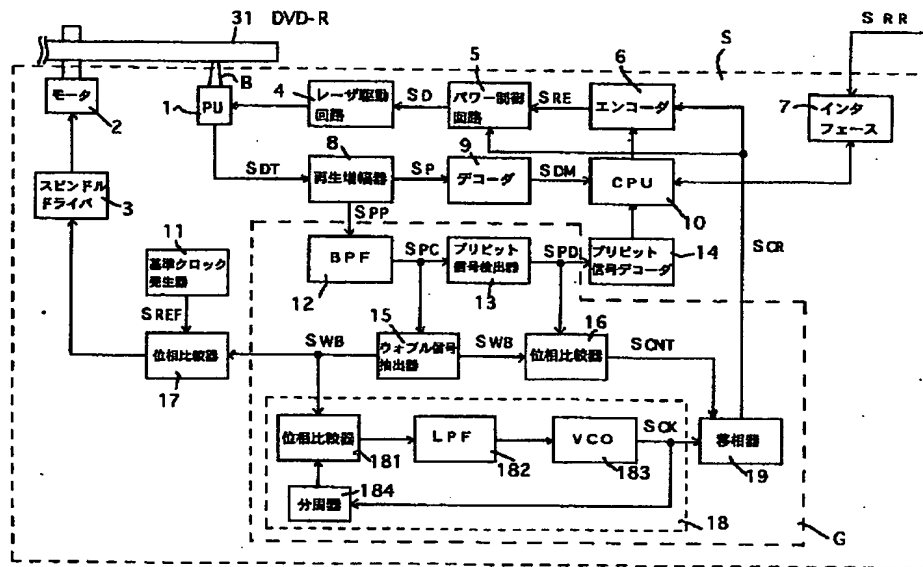 31 DVD-R
S RR
S
B
モータ
2
1
PU
4
レーザ駆動
回路
SD
5
パワー制御
回路
SRE
6
エンコーダ
7
インタ
フェース
スピンドル
ドライバ
3
SDT
8
再生増幅器
SP
9
デコーダ
SDM
CPU
10
SPP
11
基準クロック
発生器
BPF
12
SPC
プリピット
信号検出器
13
SPD
プリピット
信号デコーダ
14
SCR
SREF
位相比較器
17
SWB
15
ウォブル信号
抽出器
SWB
16
位相比較器
SCNT
位相比較器
181
LPF
182
VCO
183
SCK
移相器
19
分周器
184
18
G